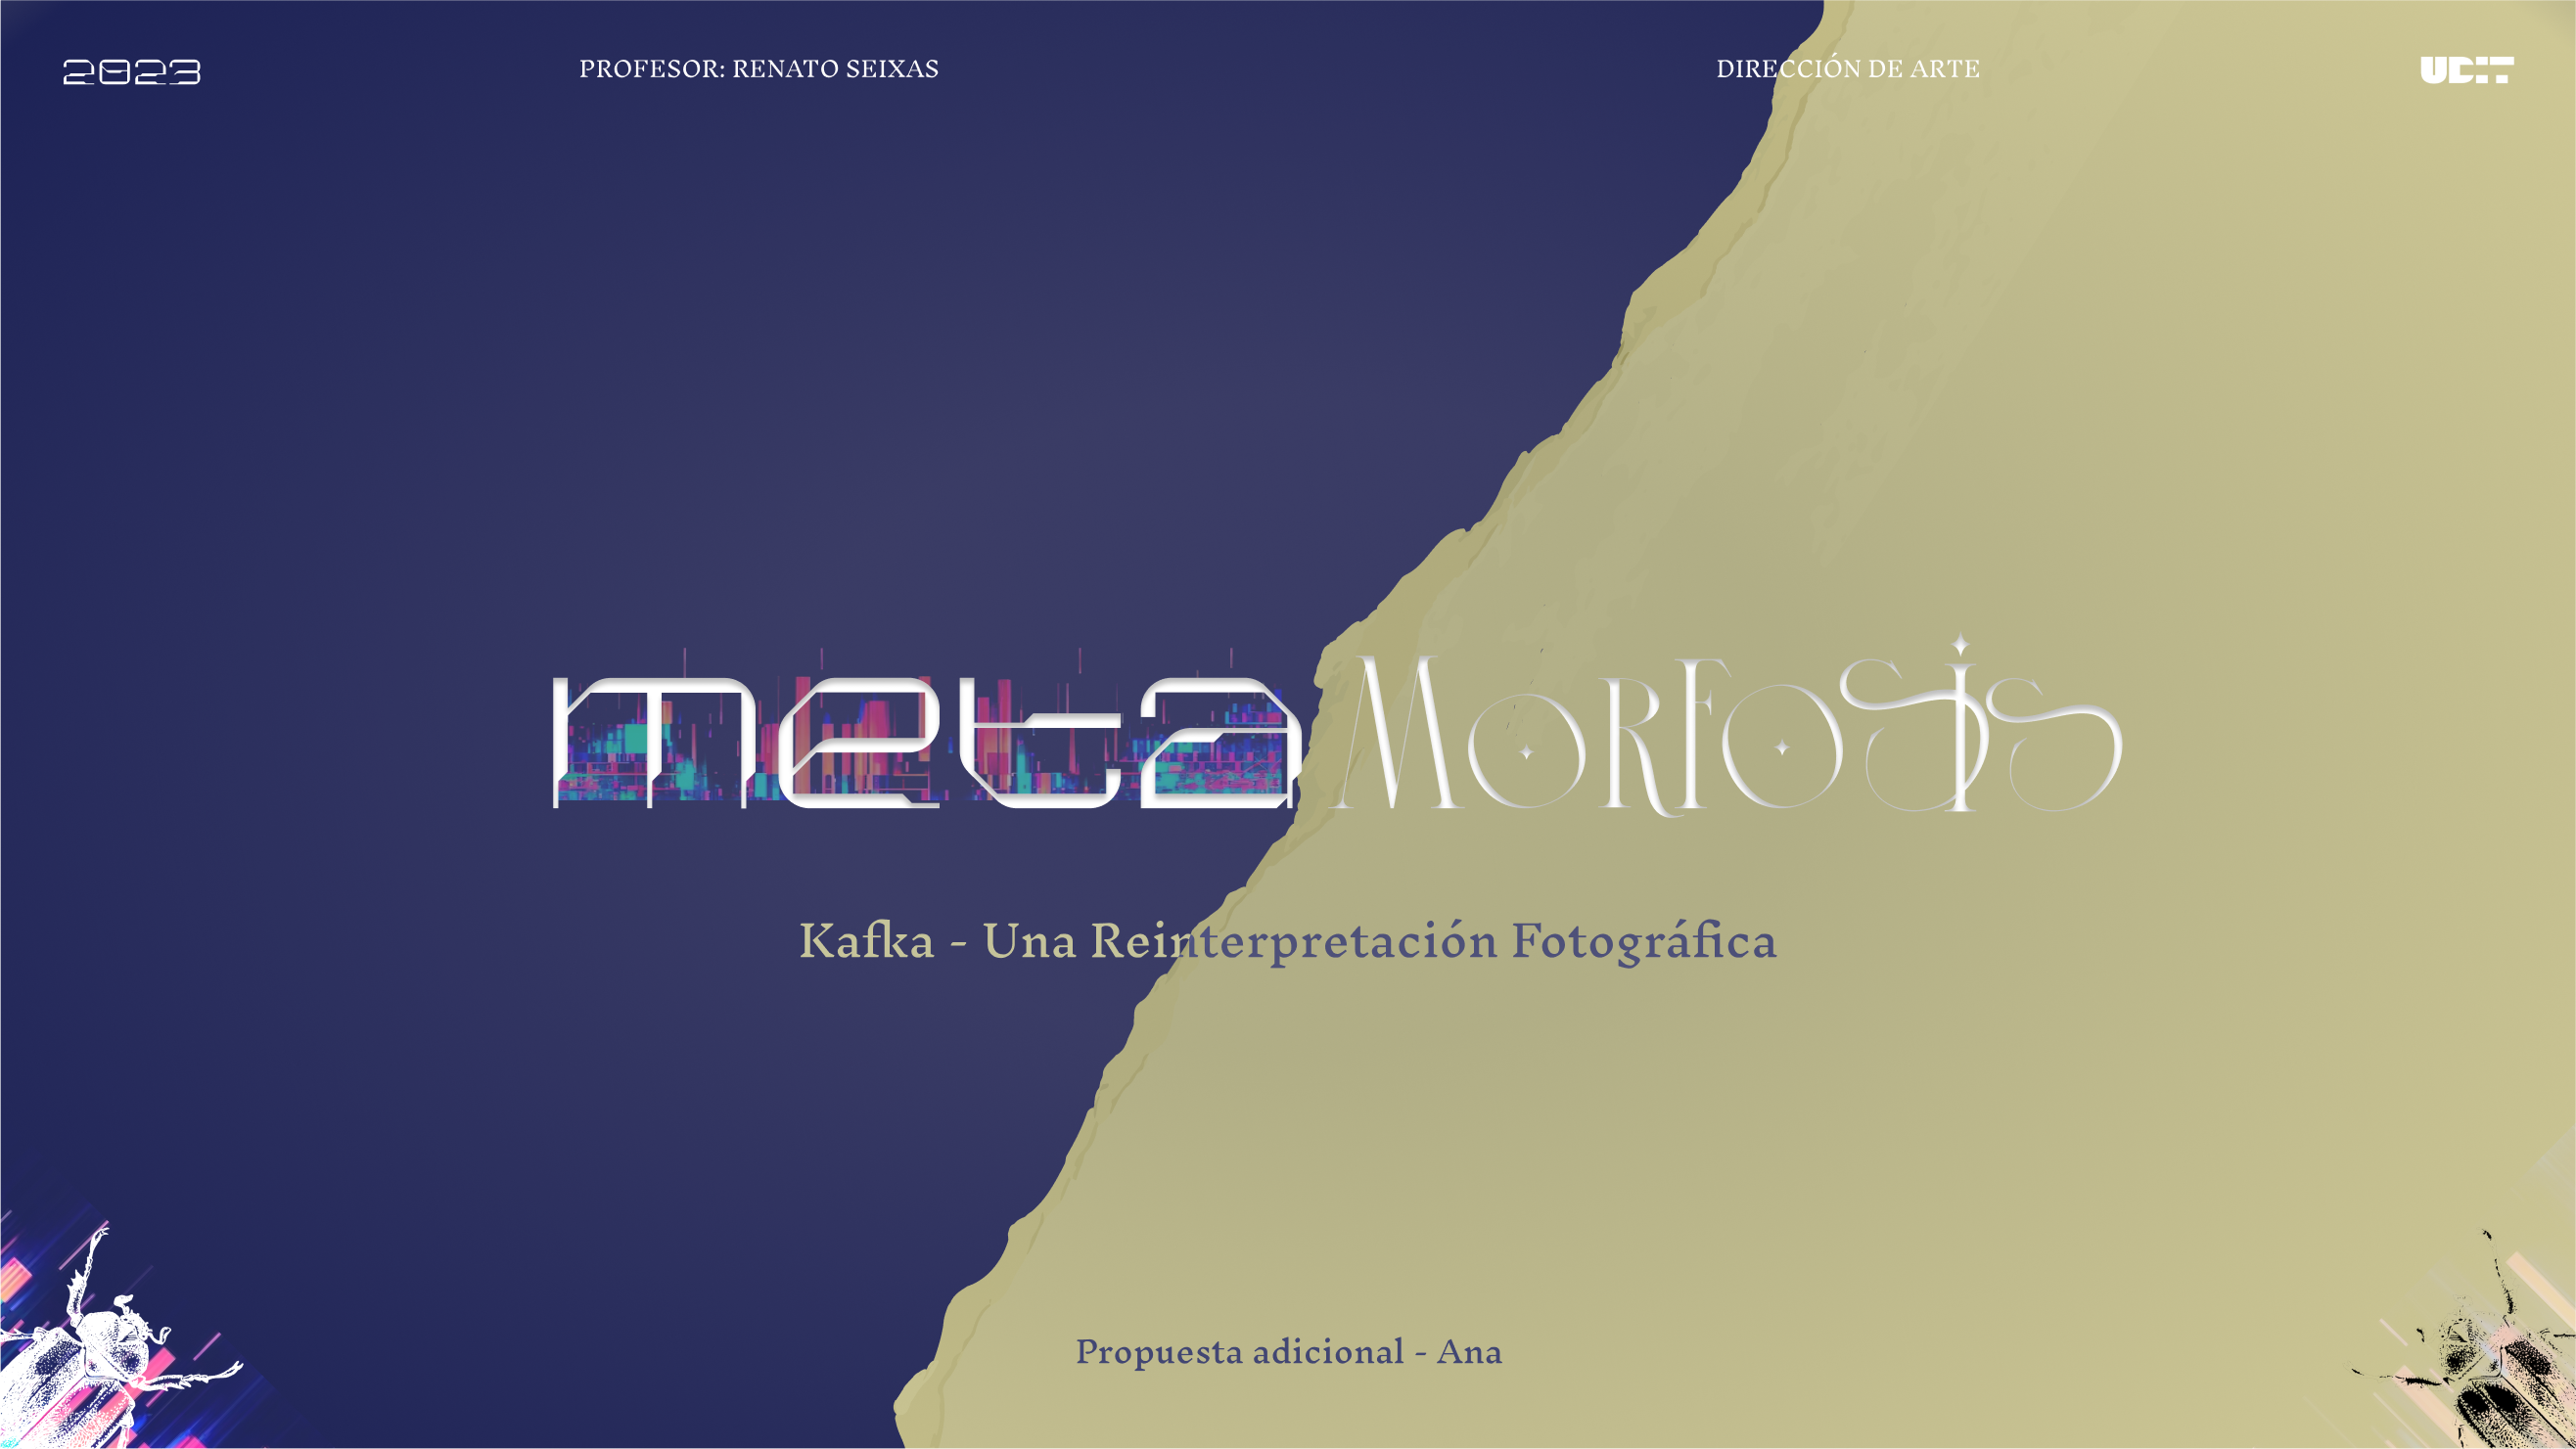 2023
PROFESOR: RENATO SEIXAS
DIRECCIÓN DE ARTE
UDIT
metaMORFOSIS
Kafka - Una Reinterpretación Fotográfica
Propuesta adicional - Ana